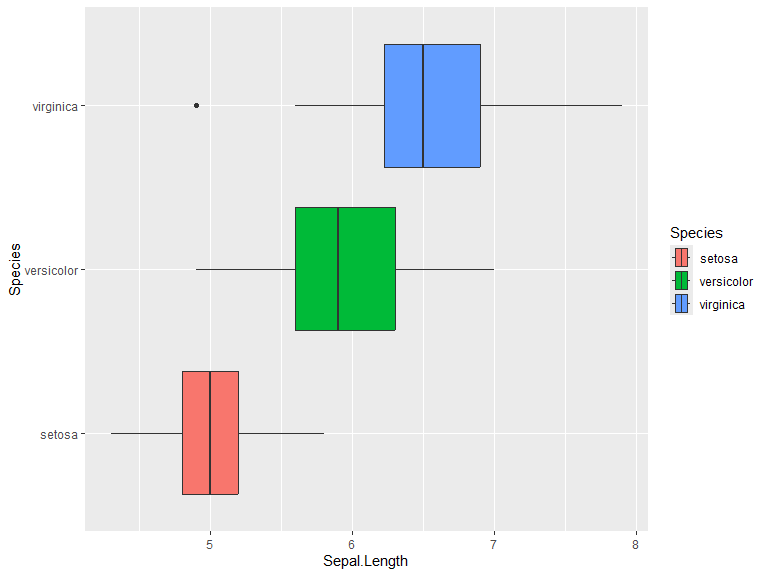 virginica
versicolor
setosa
Species
5 6 7 8
Sepal.Length
Species
setosa
versicolor
virginica